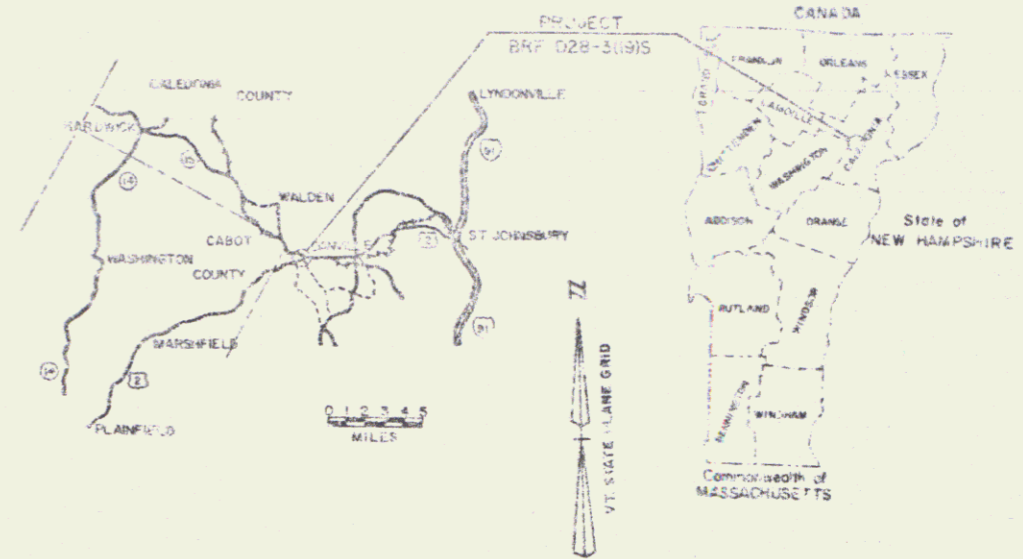 PROJECT
BRF 028-3(19)S
CALEDONIA
COUNTY
HARDWICK
15
14
WALDEN
CABOT
WASHINGTON
COUNTY
MARSHFIELD
14
2
PLAINFIELD
LYNDONVILLE
91
2
ST. JOHNSBURY
91
0 1 2 3 4 5
MILES
VT. STATE PLANE GRID
CANADA
GRAND
FRANKLIN
ORLEANS
ESSEX
LAMOILLE
CHITTENDEN
WASHINGTON
CALEDONIA
ADDISON
ORANGE
State of
NEW HAMPSHIRE
RUTLAND
WINDSOR
BENNINGTON
WINDHAM
Commonwealth of
MASSACHUSETTS